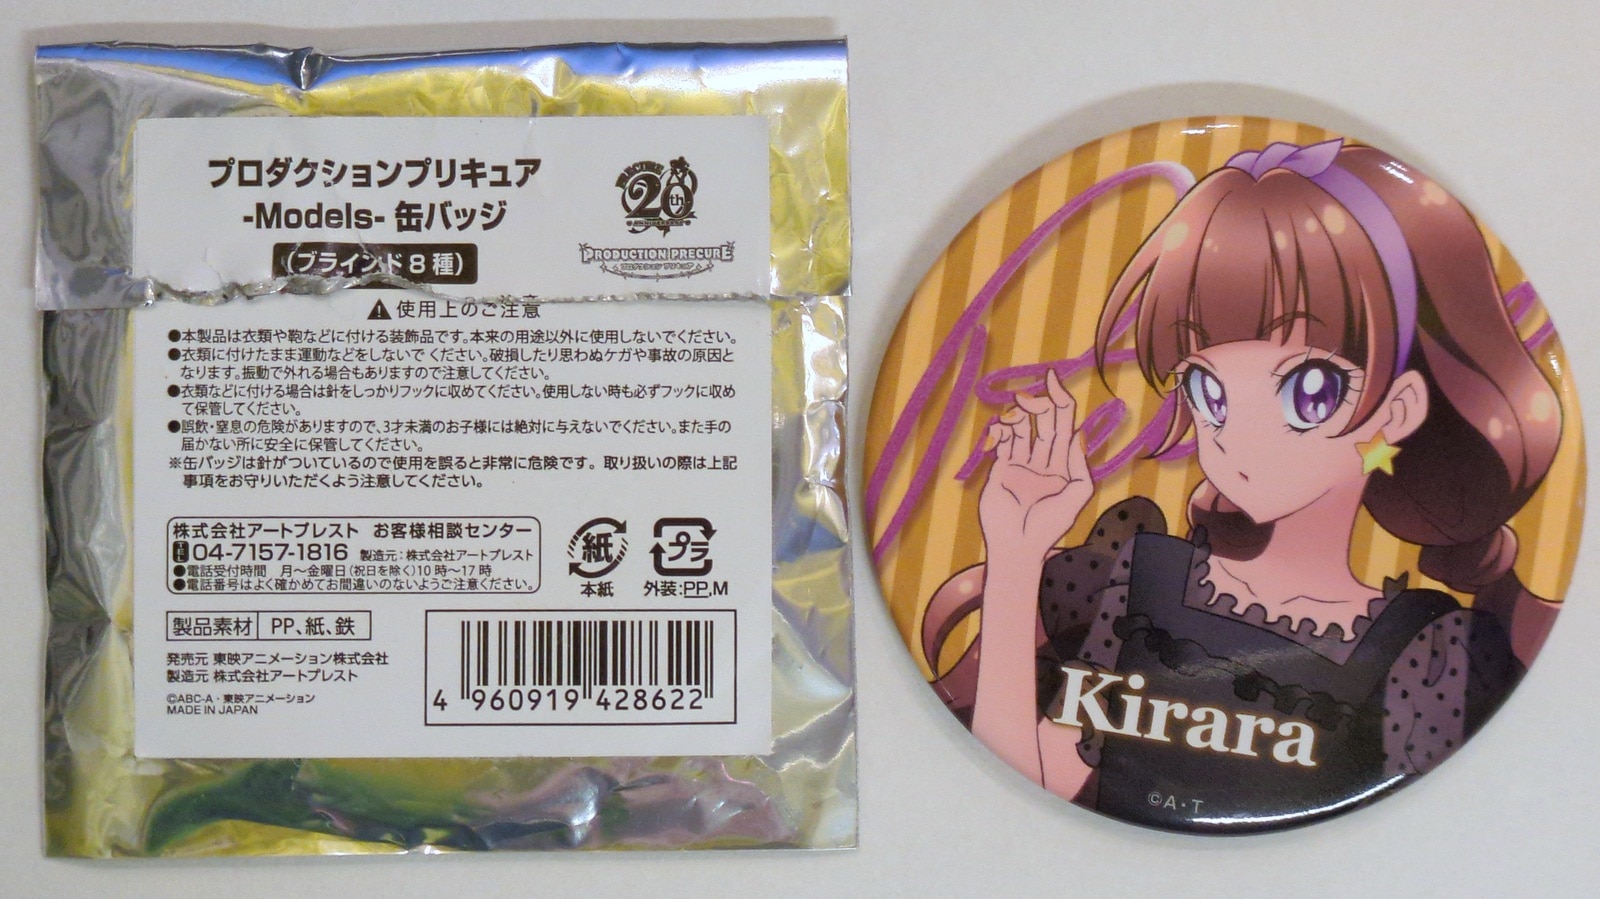 プロダクションプリキュア
-Models- 缶バッジ
(ブラインド8種)
PRECURE
20th
ANNIVERSARY
PRODUCTION PRECURE
プロダクション プリキュア
使用上のご注意
●本製品は衣類や鞄などに付ける装飾品です。本来の用途以外に使用しないでください。
●衣類に付けたまま運動などをしないで ください。破損したり思わぬケガや事故の原因と
なります。振動で外れる場合もありますので注意してください。
●衣類などに付ける場合は針をしっかりフックに収めてください。使用しない時も必ずフックに収め
て保管してください。
●誤飲・窒息の危険がありますので、3才未満のお子様には絶対に与えないでください。また手の
届かない所に安全に保管してください。
※缶バッジは針がついているので使用を誤ると非常に危険です。取り扱いの際は上記
事項をお守りいただくよう注意してください。
株式会社アートプレスト お客様相談センター
TEL 04-7157-1816 製造元:株式会社アートプレスト
●電話受付時間 月〜金曜日(祝日を除く)10時〜17時
●電話番号はよく確かめてお間違いのないようご注意ください。
紙
本紙
プラ
外装:PP,M
製品素材 PP、紙、鉄
発売元 東映アニメーション株式会社
製造元 株式会社アートプレスト
©ABC-A・東映アニメーション
MADE IN JAPAN
4 960919 428622
Kirara
©A・T